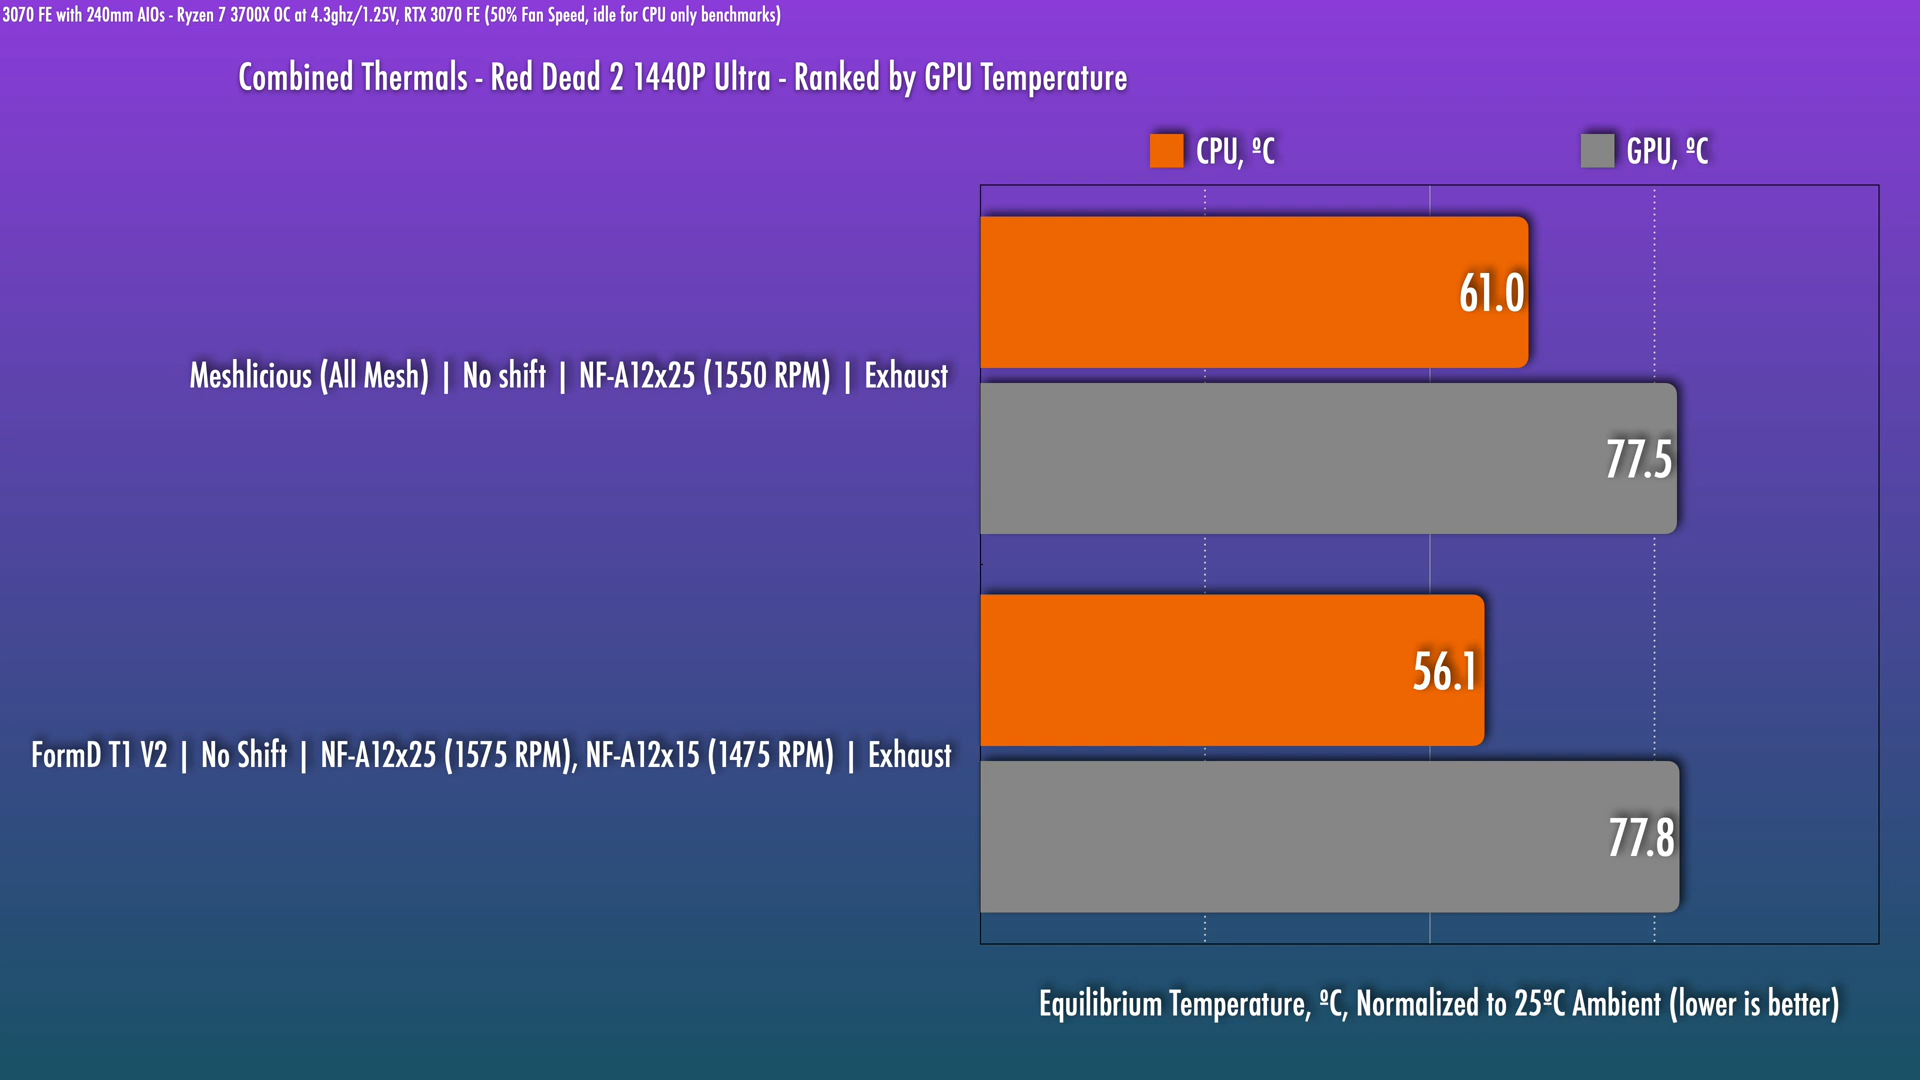 3070 FE with 240mm AIOs - Ryzen 7 3700X OC at 4.3ghz/1.25V, RTX 3070 FE (50% Fan Speed, idle for CPU only benchmarks)
Combined Thermals - Red Dead 2 1440P Ultra - Ranked by GPU Temperature
CPU, ºC
GPU, ºC
61.0
Meshlicious (All Mesh) | No shift | NF-A12x25 (1550 RPM) | Exhaust
77.5
56.1
FormD T1 V2 | No Shift | NF-A12x25 (1575 RPM), NF-A12x15 (1475 RPM) | Exhaust
77.8
Equilibrium Temperature, ºC, Normalized to 25ºC Ambient (lower is better)